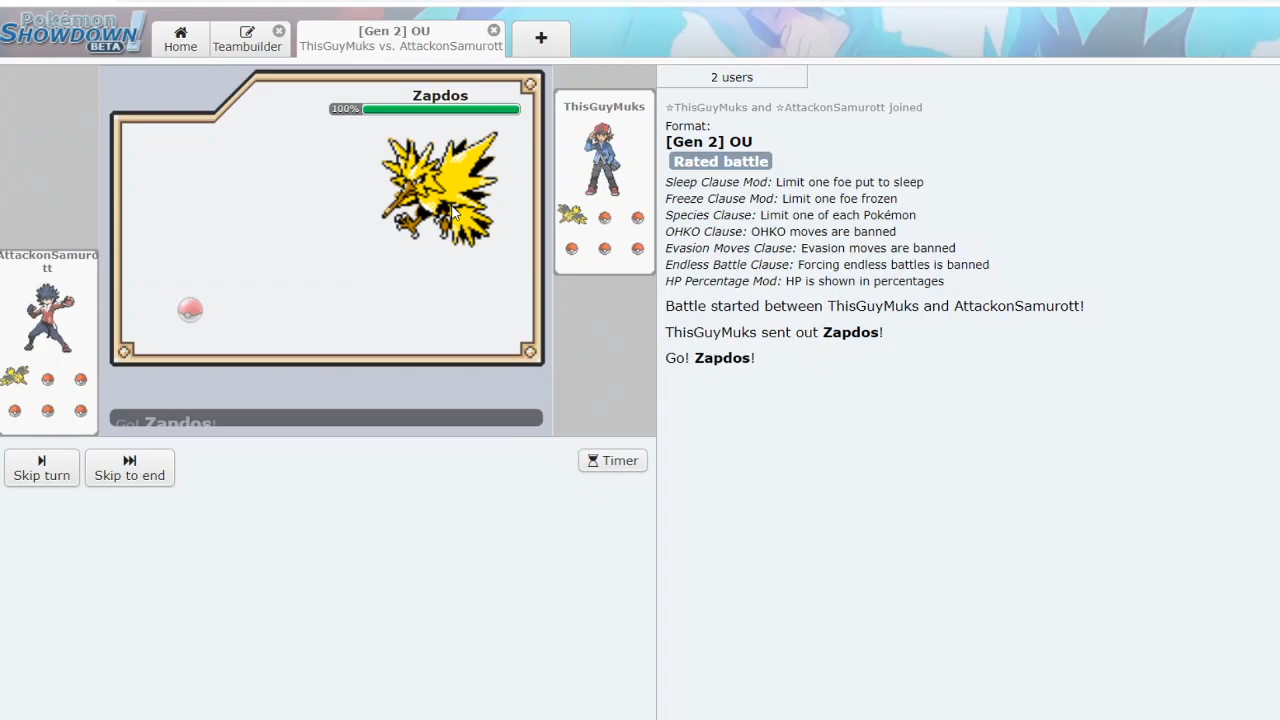 Pokémon
SHOWDOWN!
BETA
Home
Teambuilder
[Gen 2] OU
ThisGuyMuks vs. AttackonSamurott
Zapdos
100%
ThisGuyMuks
AttackonSamuro
tt
Go! Zapdos!
Skip turn
Skip to end
Timer
2 users
☆ThisGuyMuks and ☆AttackonSamurott joined
Format:
[Gen 2] OU
Rated battle
Sleep Clause Mod: Limit one foe put to sleep
Freeze Clause Mod: Limit one foe frozen
Species Clause: Limit one of each Pokémon
OHKO Clause: OHKO moves are banned
Evasion Moves Clause: Evasion moves are banned
Endless Battle Clause: Forcing endless battles is banned
HP Percentage Mod: HP is shown in percentages
Battle started between ThisGuyMuks and AttackonSamurott!
ThisGuyMuks sent out Zapdos!
Go! Zapdos!